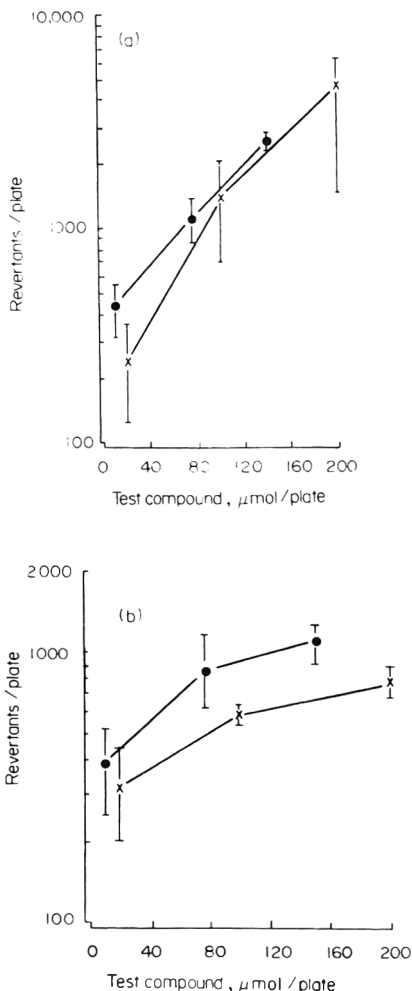 10,000
(a)
1000
100
Revertants / plate
0 40 80 120 160 200
Test compound, μmol/plate
2000
(b)
1000
100
Revertants / plate
0 40 80 120 160 200
Test compound, μmol/plate